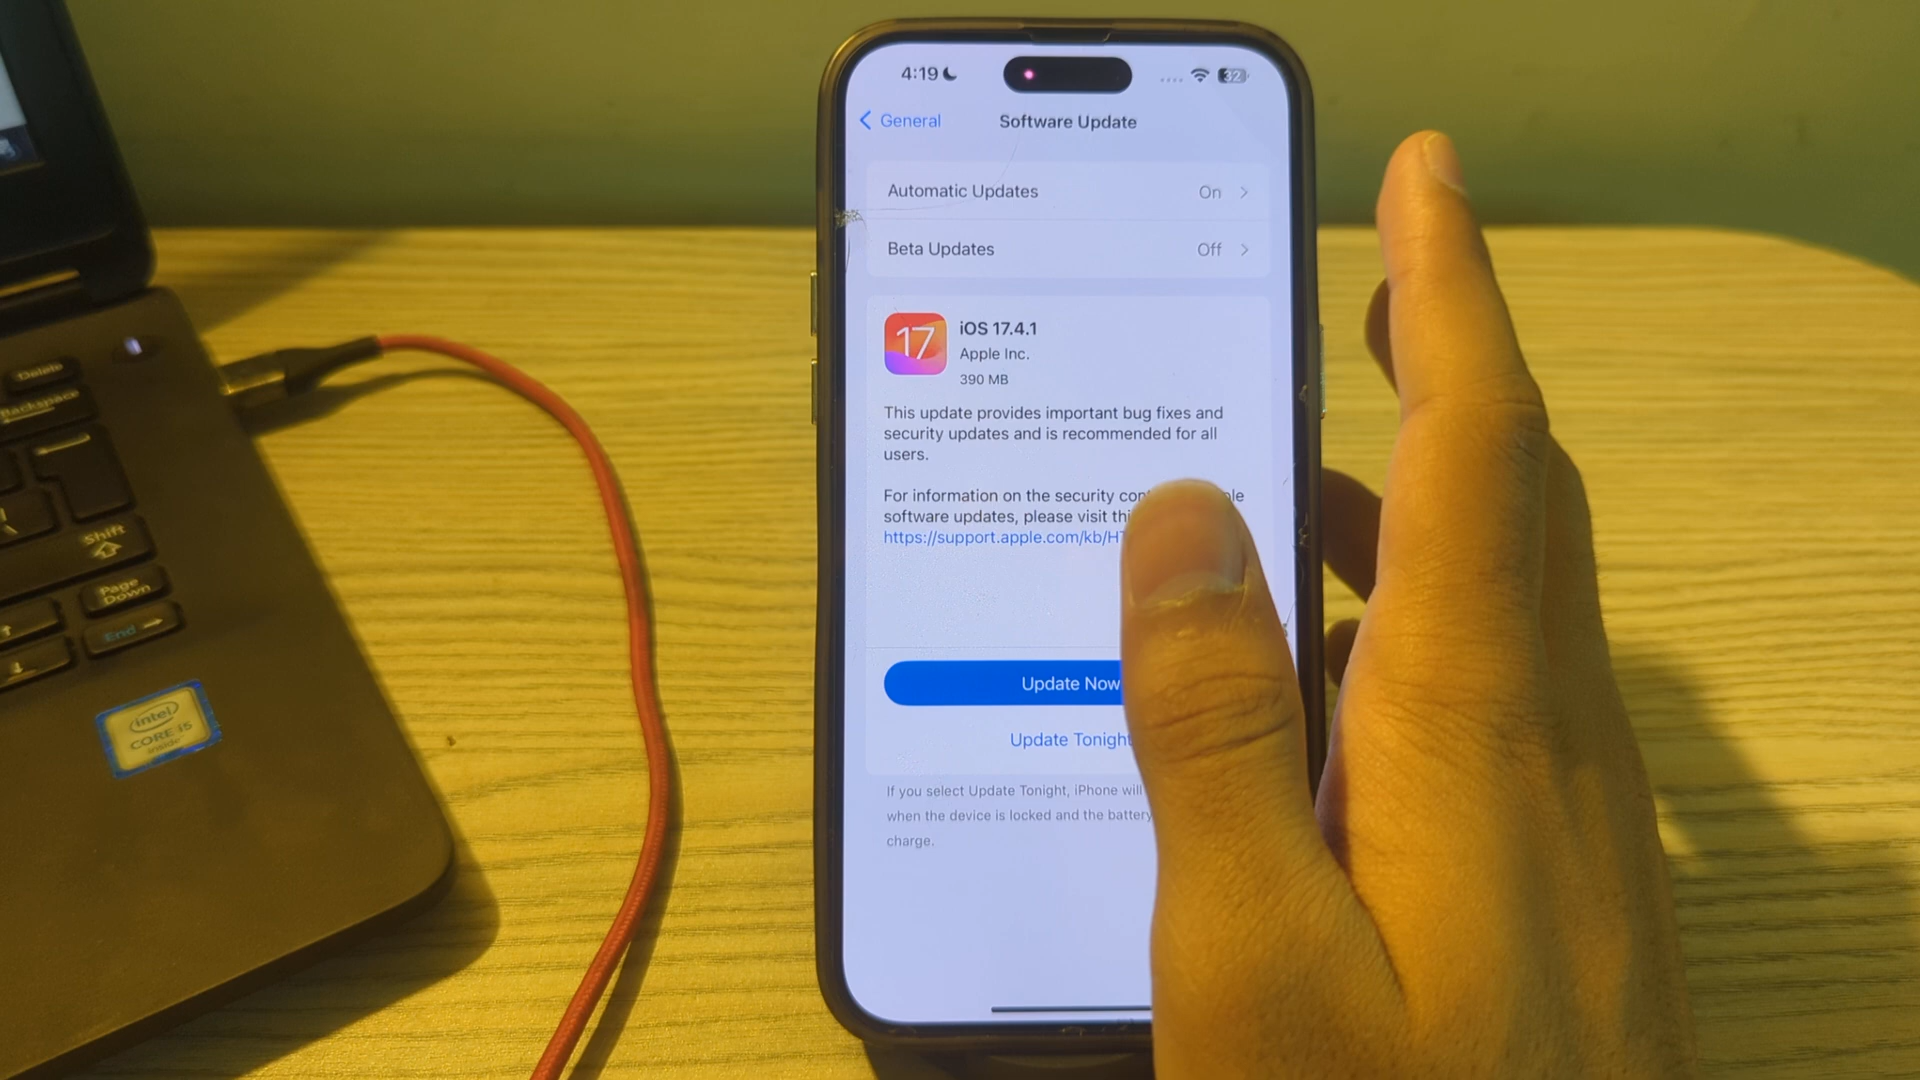 4:19
32
General
Software Update
Automatic Updates On
Beta Updates Off
17
iOS 17.4.1
Apple Inc.
390 MB
This update provides important bug fixes and
security updates and is recommended for all
users.
For information on the security
software updates, please visit
https://support.apple.com/kb/H
Update Now
Update Tonight
If you select Update Tonight, iPhone will
when the device is locked and the battery
charge.
Delete
Backspace
Shift
Page
Down
End
intel
CORE i5
inside